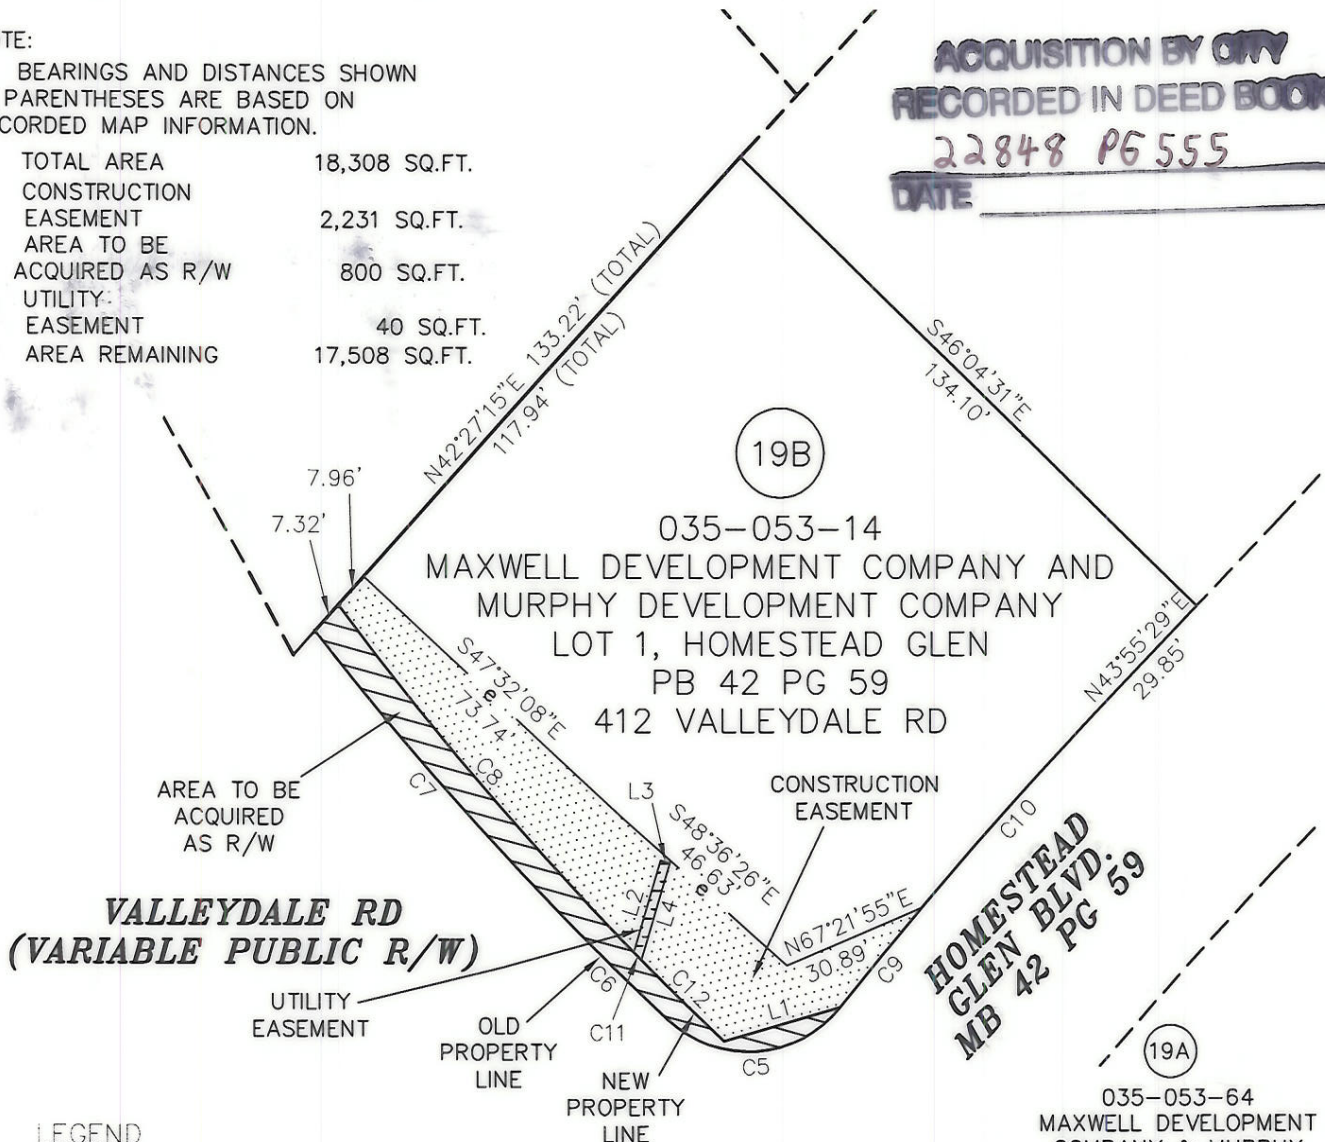 TE:
BEARINGS AND DISTANCES SHOWN
PARENTHESES ARE BASED ON
CORDED MAP INFORMATION.
TOTAL AREA 18,308 SQ.FT.
CONSTRUCTION
EASEMENT 2,231 SQ.FT.
AREA TO BE
ACQUIRED AS R/W 800 SQ.FT.
UTILITY
EASEMENT 40 SQ.FT.
AREA REMAINING 17,508 SQ.FT.
ACQUISITION BY CITY
RECORDED IN DEED BOOK
22848 PG 555
DATE
N42°27'15"E 133.22' (TOTAL)
117.94' (TOTAL)
S46°04'31"E
134.10'
7.96'
7.32'
19B
035-053-14
MAXWELL DEVELOPMENT COMPANY AND
MURPHY DEVELOPMENT COMPANY
LOT 1, HOMESTEAD GLEN
PB 42 PG 59
412 VALLEYDALE RD
N43°55'29"E
29.85'
S47°32'08"E
e
73.74'
C8
C7
AREA TO BE
ACQUIRED
AS R/W
CONSTRUCTION
EASEMENT
L3
S48°36'26"E
46.63'
e
L2
L4
C10
N67°21'55"E
30.89'
C9
L1
C12
C6
C11
C5
VALLEYDALE RD
(VARIABLE PUBLIC R/W)
UTILITY
EASEMENT
OLD
PROPERTY
LINE
NEW
PROPERTY
LINE
HOMESTEAD
GLEN BLVD.
MB 42 PG 59
19A
035-053-64
MAXWELL DEVELOPMENT
COMPANY & MURPHY
LEGEND